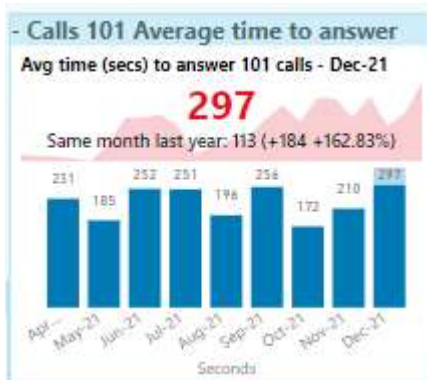 - Calls 101 Average time to answer
Avg time (secs) to answer 101 calls - Dec-21
297
Same month last year: 113 (+184 +162.83%)
231 185 252 251 196 256 172 210 297
Apr-... May-21 Jun-21 Jul-21 Aug-21 Sep-21 Oct-21 Nov-21 Dec-21
Seconds